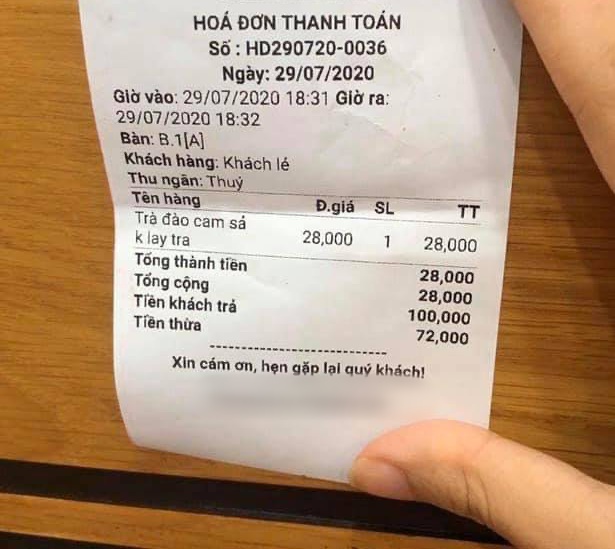 HOÁ ĐƠN THANH TOÁN
Số : HD290720-0036
Ngày: 29/07/2020
Giờ vào: 29/07/2020 18:31 Giờ ra:
29/07/2020 18:32
Bàn: B.1[A]
Khách hàng: Khách lẻ
Thu ngân: Thuý
Tên hàng Đ.giá SL TT
Trà đào cam sả
k lay tra 28,000 1 28,000
Tổng thành tiền 28,000
Tổng cộng 28,000
Tiền khách trả 100,000
Tiền thừa 72,000
Xin cám ơn, hẹn gặp lại quý khách!